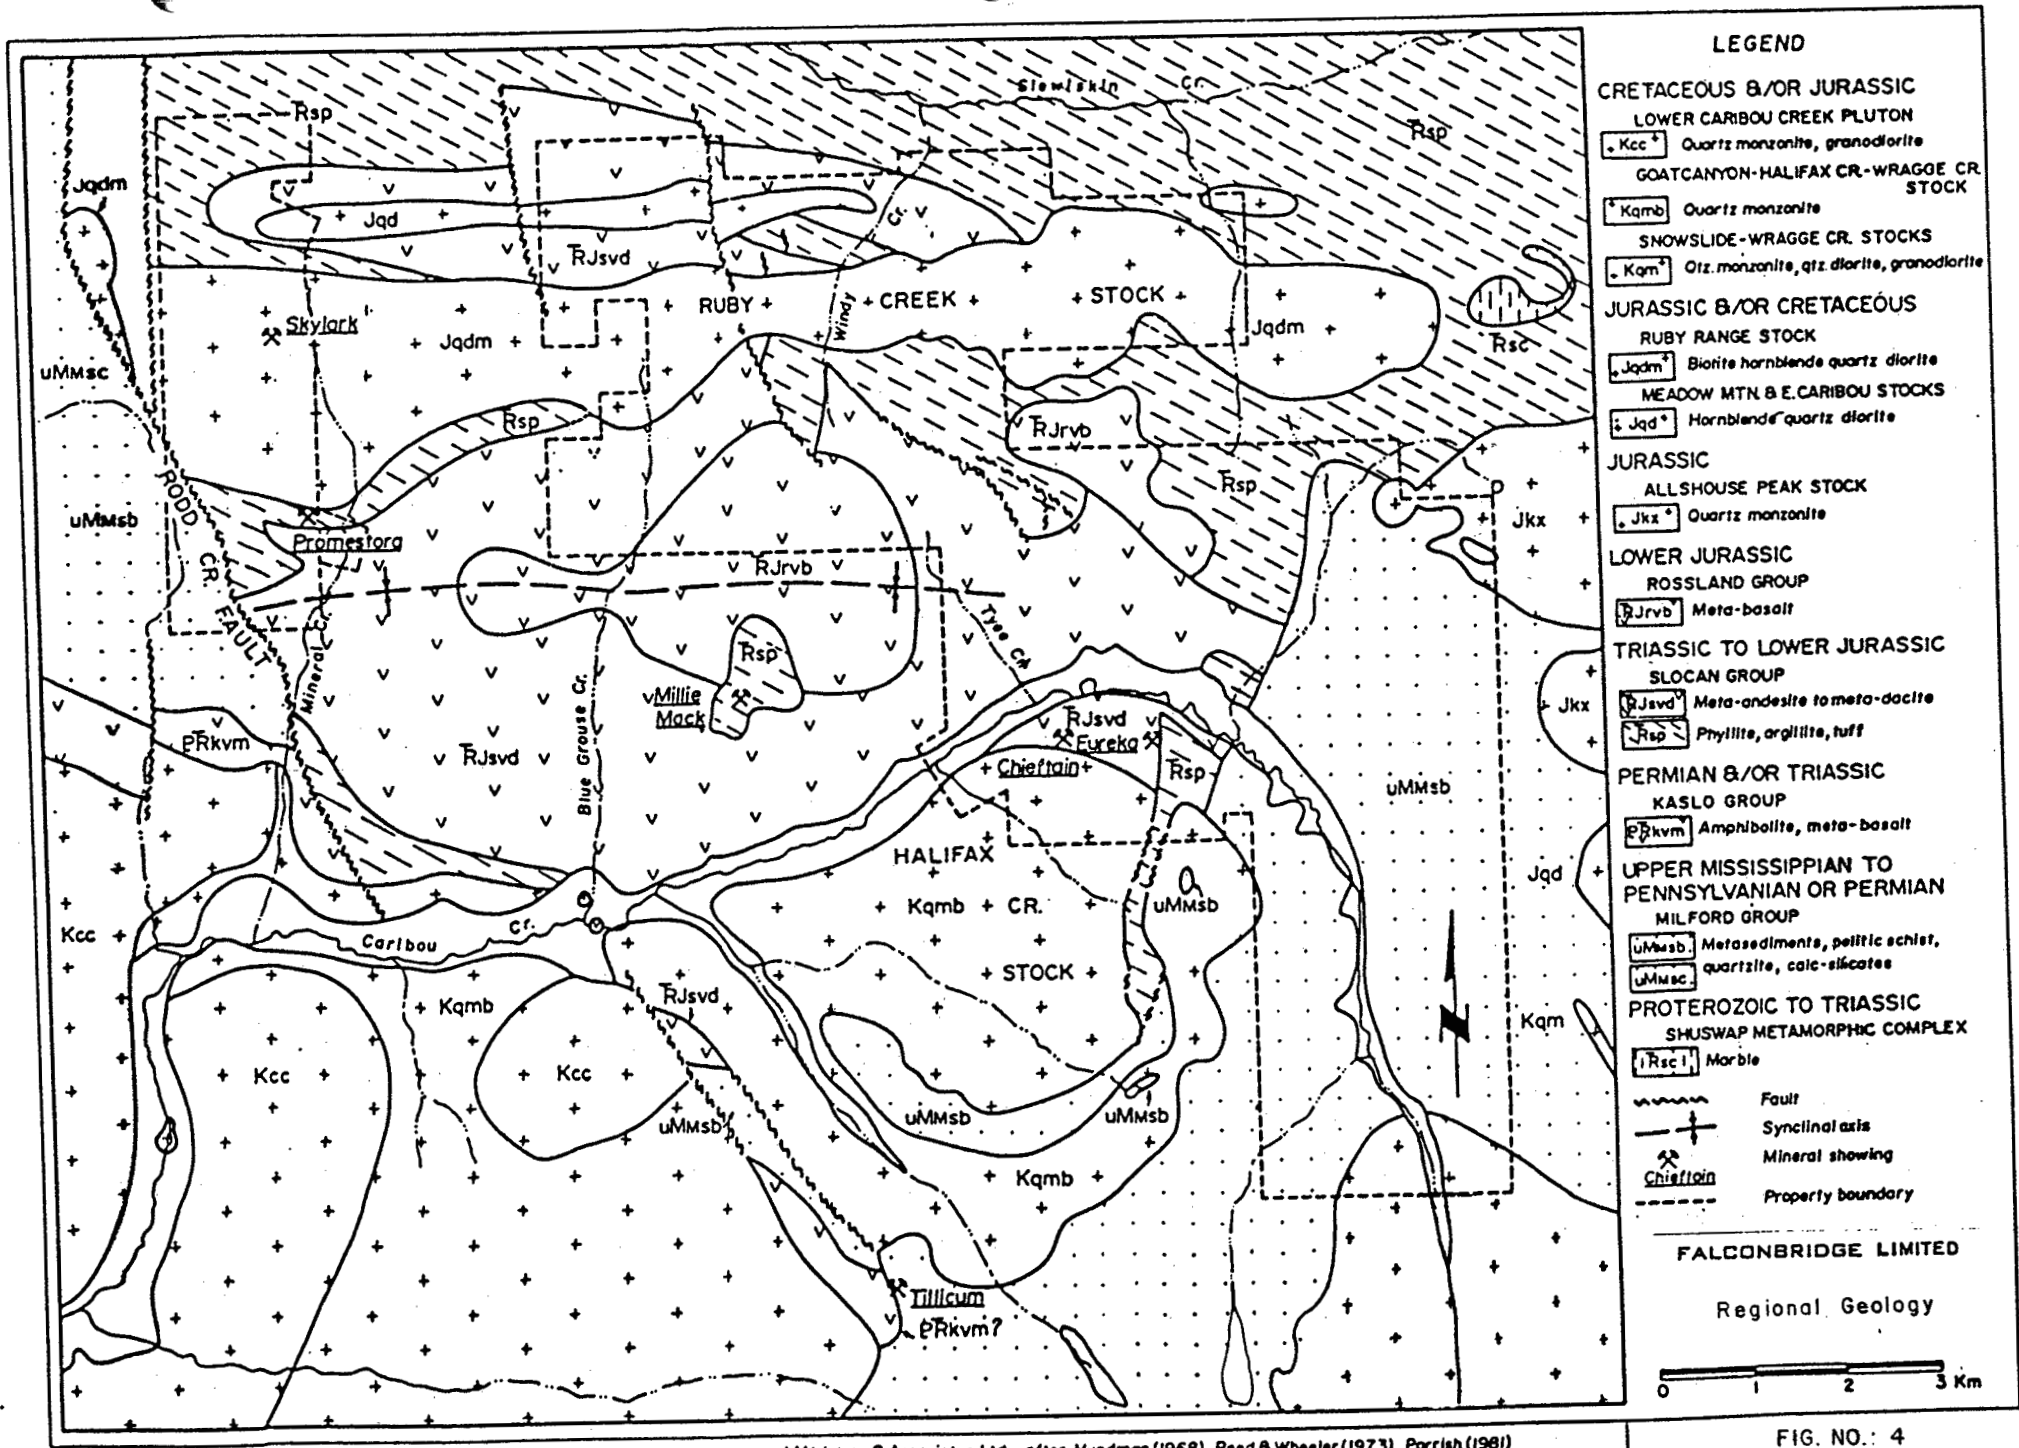 Slewiskin Cr.
Rsp
Rsp
Jqdm
Jqd
Cr.
RJsvd
RUBY CREEK STOCK
Windy
Skylark
Jqdm
Jqdm
Rsc
uMMsc
Rsp
RJrvb
RODD
Rsp
uMMsb
Jkx
Promestora
CR.
RJrvb
Tyee Cr.
FAULT
Mineral Cr.
Rsp
Millie
Mack
Blue Grouse Cr.
Jkx
RJsvd
Eureka
PRkvm
RJsvd
Chieftain
Rsp
uMMsb
HALIFAX
Jqd
Kqmb CR.
uMMsb
Kcc
Caribou Cr.
STOCK
RJsvd
Kqmb
N
Kqm
Kcc
Kcc
uMMsb
uMMsb
uMMsb
Kqmb
Tillicum
PRkvm?
LEGEND
CRETACEOUS &/OR JURASSIC
LOWER CARIBOU CREEK PLUTON
Kcc Quartz monzonite, granodiorite
GOATCANYON-HALIFAX CR.-WRAGGE CR.
STOCK
Kqmb Quartz monzonite
SNOWSLIDE-WRAGGE CR. STOCKS
Kqm Qtz. monzonite, qtz. diorite, granodiorite
JURASSIC &/OR CRETACEOUS
RUBY RANGE STOCK
Jqdm Biorite hornblende quartz diorite
MEADOW MTN. & E. CARIBOU STOCKS
Jqd Hornblende quartz diorite
JURASSIC
ALLSHOUSE PEAK STOCK
Jkx Quartz monzonite
LOWER JURASSIC
ROSSLAND GROUP
RJrvb Meta-basalt
TRIASSIC TO LOWER JURASSIC
SLOCAN GROUP
RJsvd Meta-andesite to meta-dacite
Rsp Phyllite, argillite, tuff
PERMIAN &/OR TRIASSIC
KASLO GROUP
PRkvm Amphibolite, meta-basalt
UPPER MISSISSIPPIAN TO
PENNSYLVANIAN OR PERMIAN
MILFORD GROUP
uMMsb Metasediments, pelitic schist,
uMMsc quartzite, calc-silicates
PROTEROZOIC TO TRIASSIC
SHUSWAP METAMORPHIC COMPLEX
Rsc Marble
Fault
Synclinal axis
Mineral showing
Chieftain
Property boundary
FALCONBRIDGE LIMITED
Regional Geology
0 1 2 3 Km
FIG. NO.: 4
after (1968), Reed & Wheeler (1973), Parrish (1981)